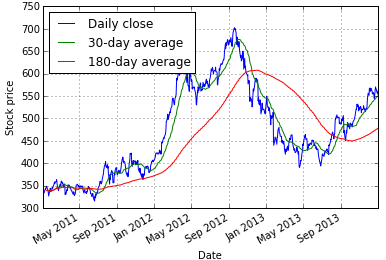 750
700
650
600
550
500
450
400
350
300
Stock price
Daily close
30-day average
180-day average
May 2011
Sep 2011
Jan 2012
May 2012
Sep 2012
Jan 2013
May 2013
Sep 2013
Date